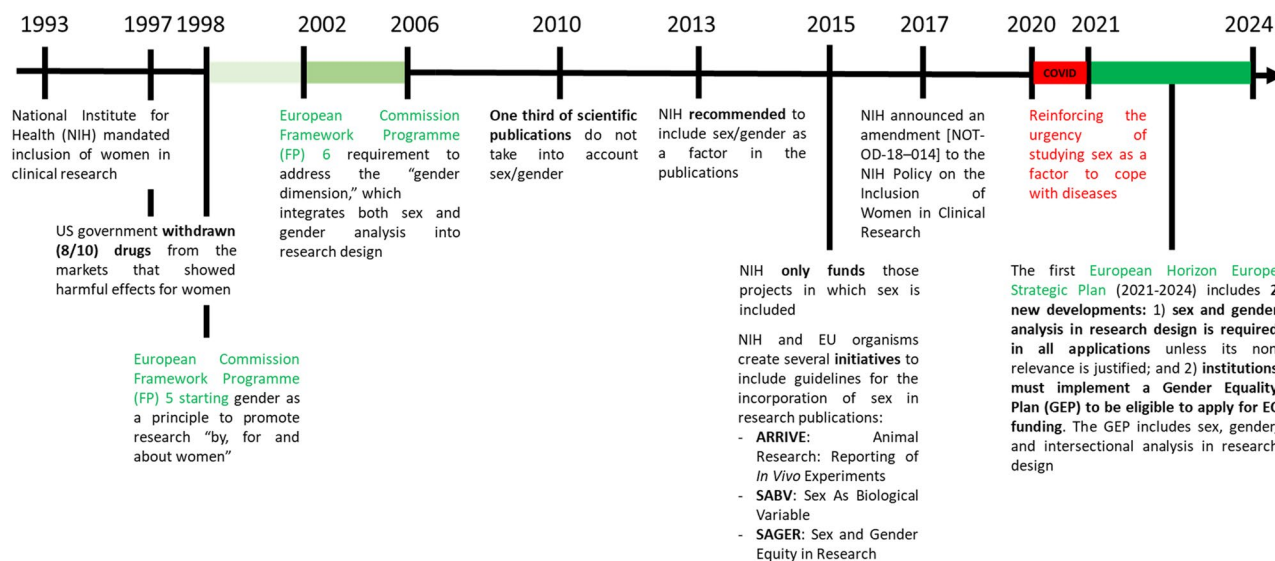 1993
1997
1998
2002
2006
2010
2013
2015
2017
2020
2021
2024
COVID
National Institute for
Health (NIH) mandated
inclusion of women in
clinical research
US government withdrawn
(8/10) drugs from the
markets that showed
harmful effects for women
European Commission
Framework Programme
(FP) 5 starting gender as
a principle to promote
research “by, for and
about women”
European Commission
Framework Programme
(FP) 6 requirement to
address the “gender
dimension,” which
integrates both sex and
gender analysis into
research design
One third of scientific
publications do not
take into account
sex/gender
NIH recommended to
include sex/gender as
a factor in the
publications
NIH only funds those
projects in which sex is
included
NIH and EU organisms
create several initiatives to
include guidelines for the
incorporation of sex in
research publications:
- ARRIVE: Animal
Research: Reporting of
In Vivo Experiments
- SABV: Sex As Biological
Variable
- SAGER: Sex and Gender
Equity in Research
NIH announced an
amendment [NOT-
OD-18–014] to the
NIH Policy on the
Inclusion of
Women in Clinical
Research
Reinforcing the
urgency of
studying sex as a
factor to cope
with diseases
The first European Horizon Europe
Strategic Plan (2021-2024) includes 2
new developments: 1) sex and gender
analysis in research design is required
in all applications unless its non
relevance is justified; and 2) institutions
must implement a Gender Equality
Plan (GEP) to be eligible to apply for EC
funding. The GEP includes sex, gender,
and intersectional analysis in research
design